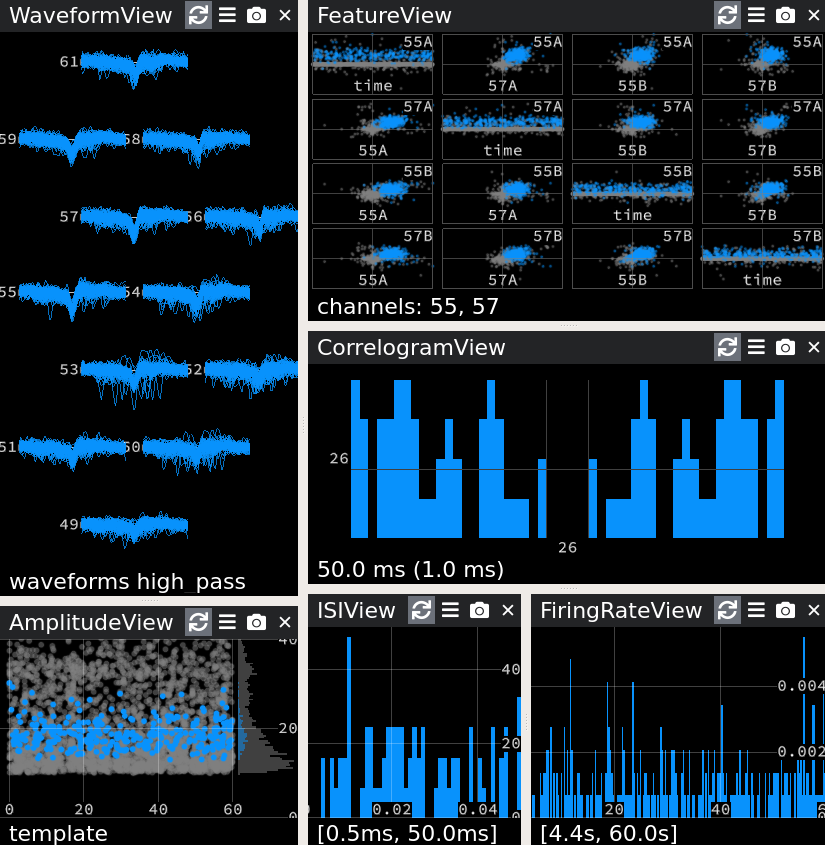 WaveformView
61
59 58
57 56
55 54
53 52
51 50
49
waveforms high_pass
AmplitudeView
40
20
0
0 20 40 60
template
FeatureView
55A 55A 55A 55A
time 57A 55B 57B
57A 57A 57A 57A
55A time 55B 57B
55B 55B 55B 55B
55A 57A time 57B
57B 57B 57B 57B
55A 57A 55B time
channels: 55, 57
CorrelogramView
26
26
50.0 ms (1.0 ms)
ISIView
40
20
0.02 0.04
[0.5ms, 50.0ms]
FiringRateView
0.004
0.002
20 40
[4.4s, 60.0s]